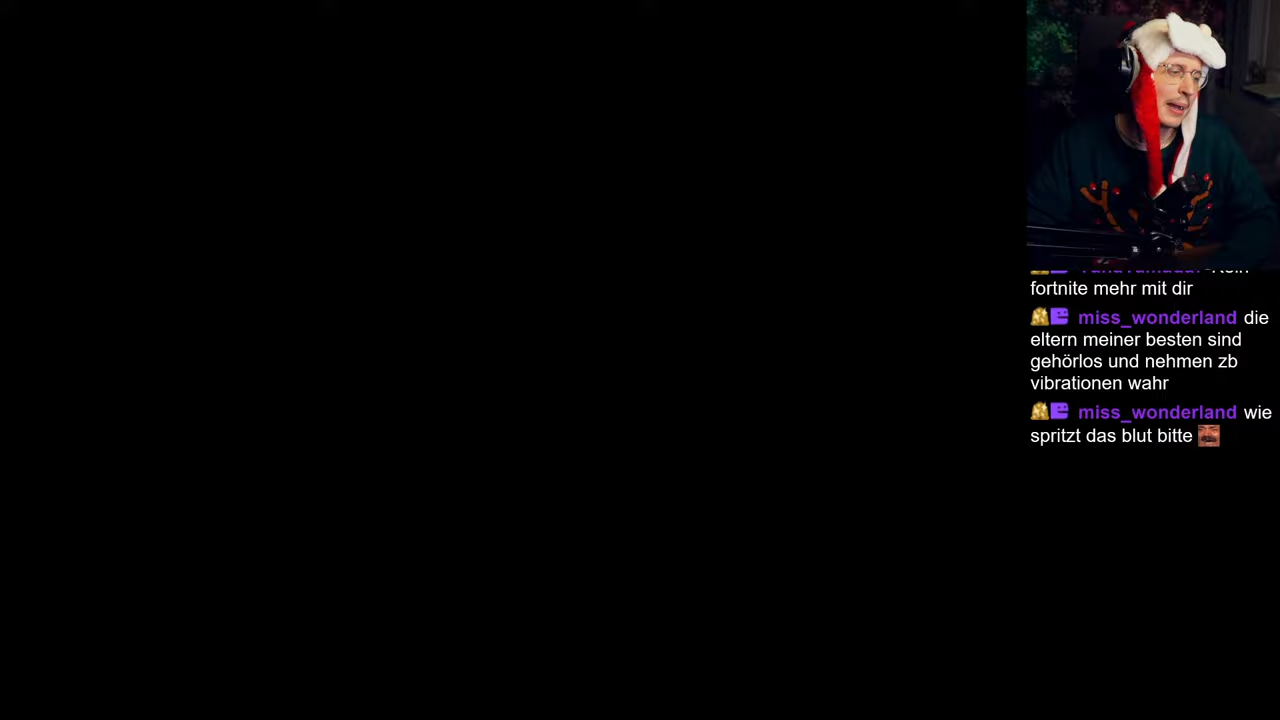 fortnite mehr mit dir
miss_wonderland die
eltern meiner besten sind
gehörlos und nehmen zb
vibrationen wahr
miss_wonderland wie
spritzt das blut bitte